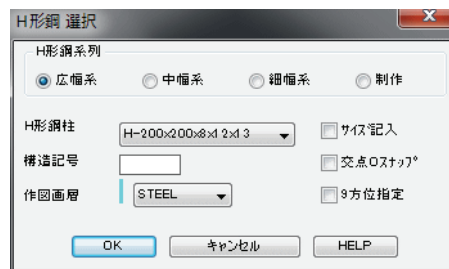 H形鋼 選択
X
H形鋼系列
広幅系 中幅系 細幅系 制作
H形鋼柱 H-200x200x8x12x13 サイズ記入
構造記号 交点Oスナップ
作図画層 STEEL 9方位指定
OK キャンセル HELP